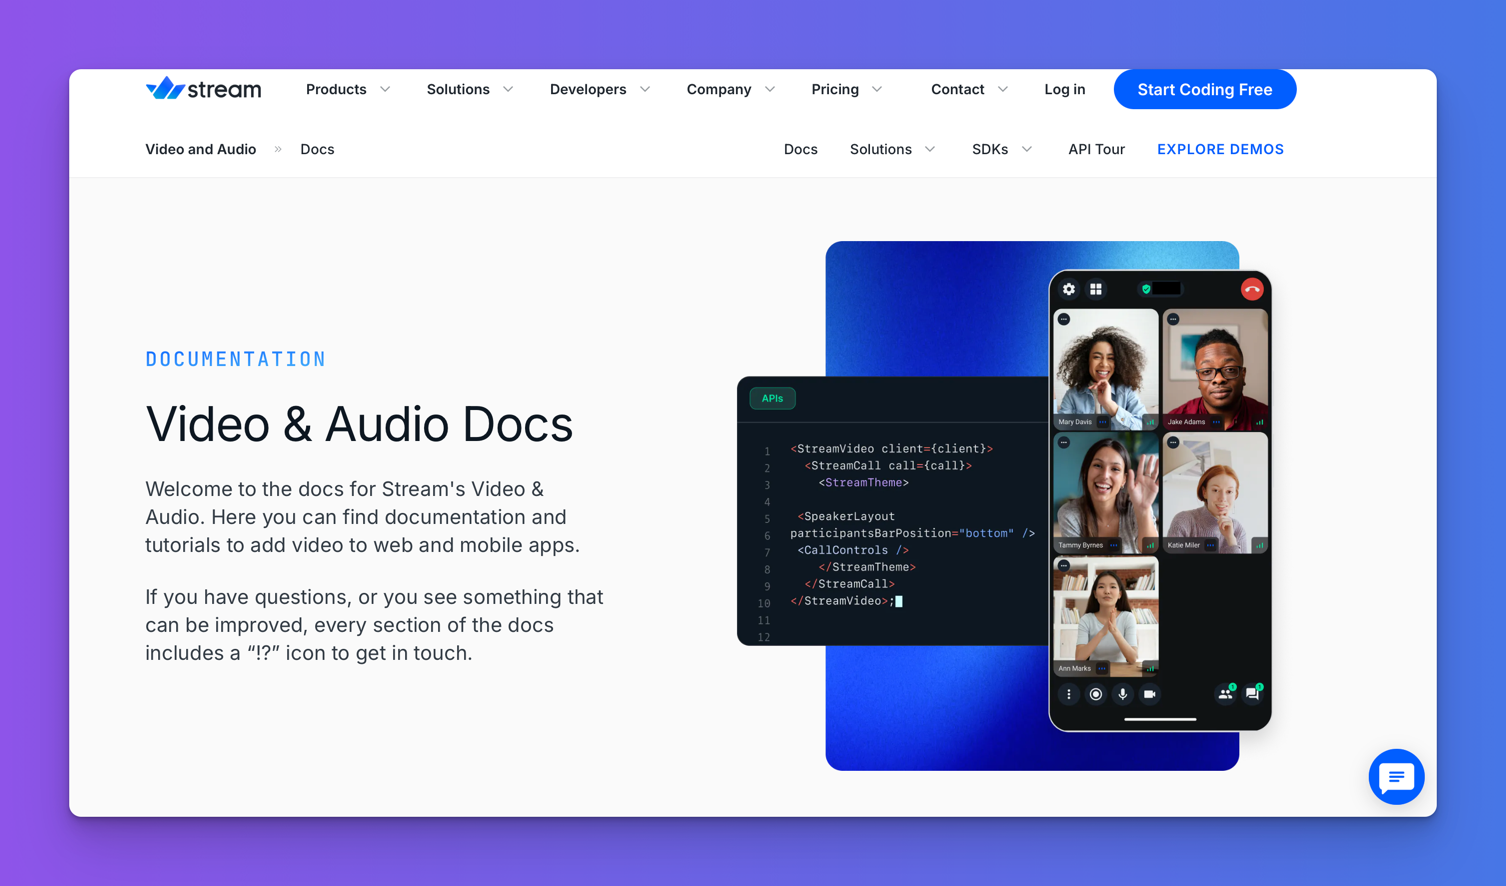 stream
Products
Solutions
Developers
Company
Pricing
Contact
Log in
Start Coding Free
Video and Audio » Docs
Docs
Solutions
SDKs
API Tour
EXPLORE DEMOS
DOCUMENTATION
Video & Audio Docs
Welcome to the docs for Stream's Video &
Audio. Here you can find documentation and
tutorials to add video to web and mobile apps.
If you have questions, or you see something that
can be improved, every section of the docs
includes a “!?” icon to get in touch.
APIs
1 <StreamVideo client={client}>
2 <StreamCall call={call}>
3 <StreamTheme>
4
5 <SpeakerLayout
6 participantsBarPosition="bottom" />
7 <CallControls />
8 </StreamTheme>
9 </StreamCall>
10 </StreamVideo>;
11
12
Mary Davis
Jake Adams
Tammy Byrnes
Katie Miler
Ann Marks